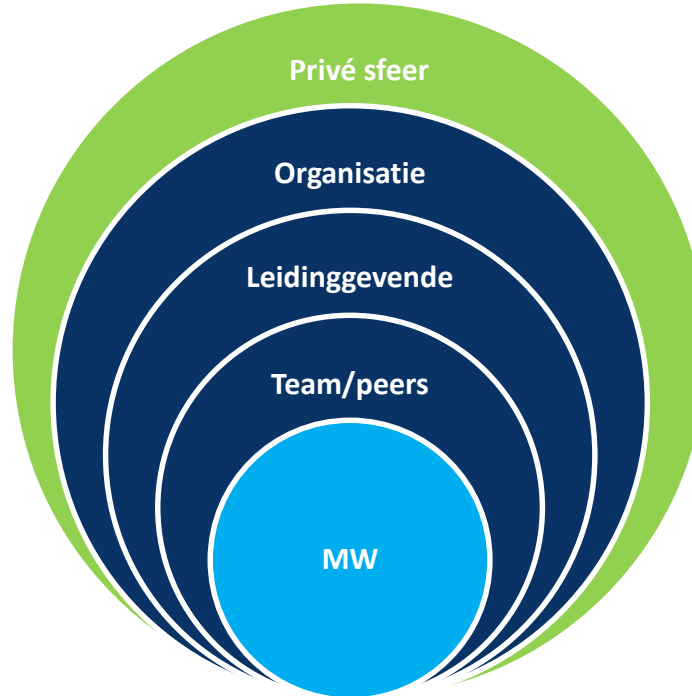 Privé sfeer
Organisatie
Leidinggevende
Team/peers
MW